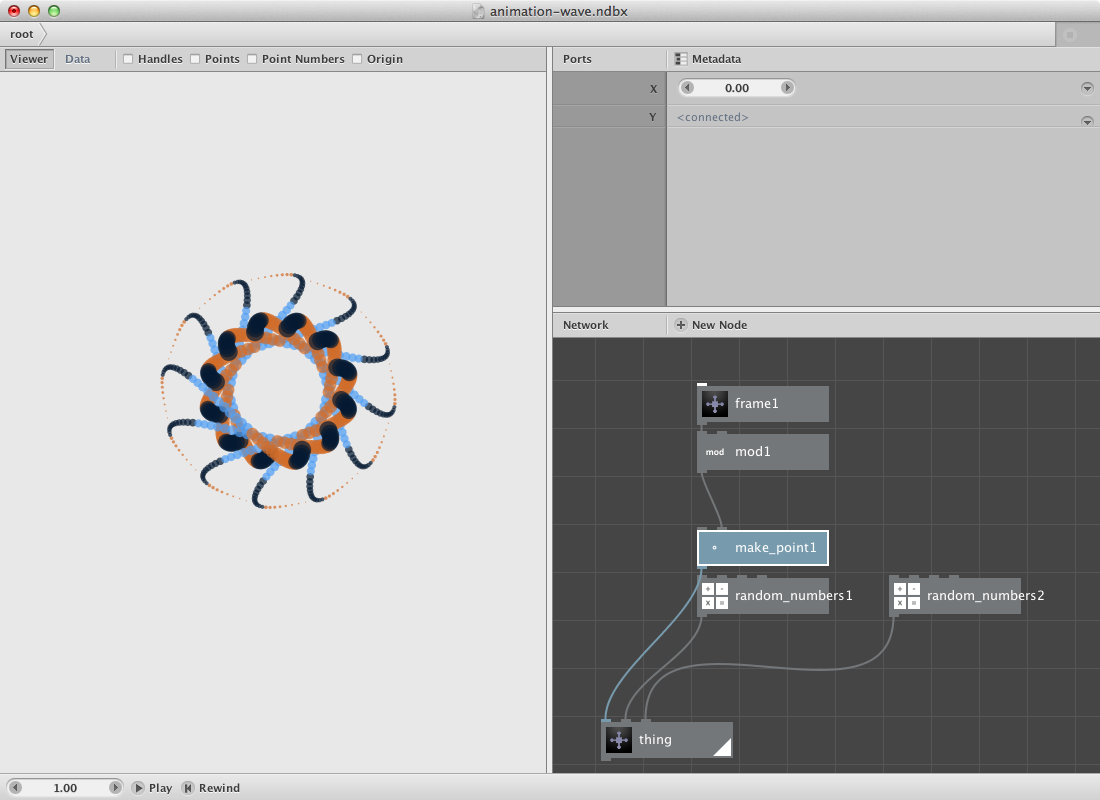 animation-wave.ndbx
root
Viewer Data Handles Points Point Numbers Origin
Ports Metadata
X 0.00
Y <connected>
Network New Node
frame1
mod mod1
make_point1
+ - x = random_numbers1
+ - x = random_numbers2
thing
1.00 Play Rewind